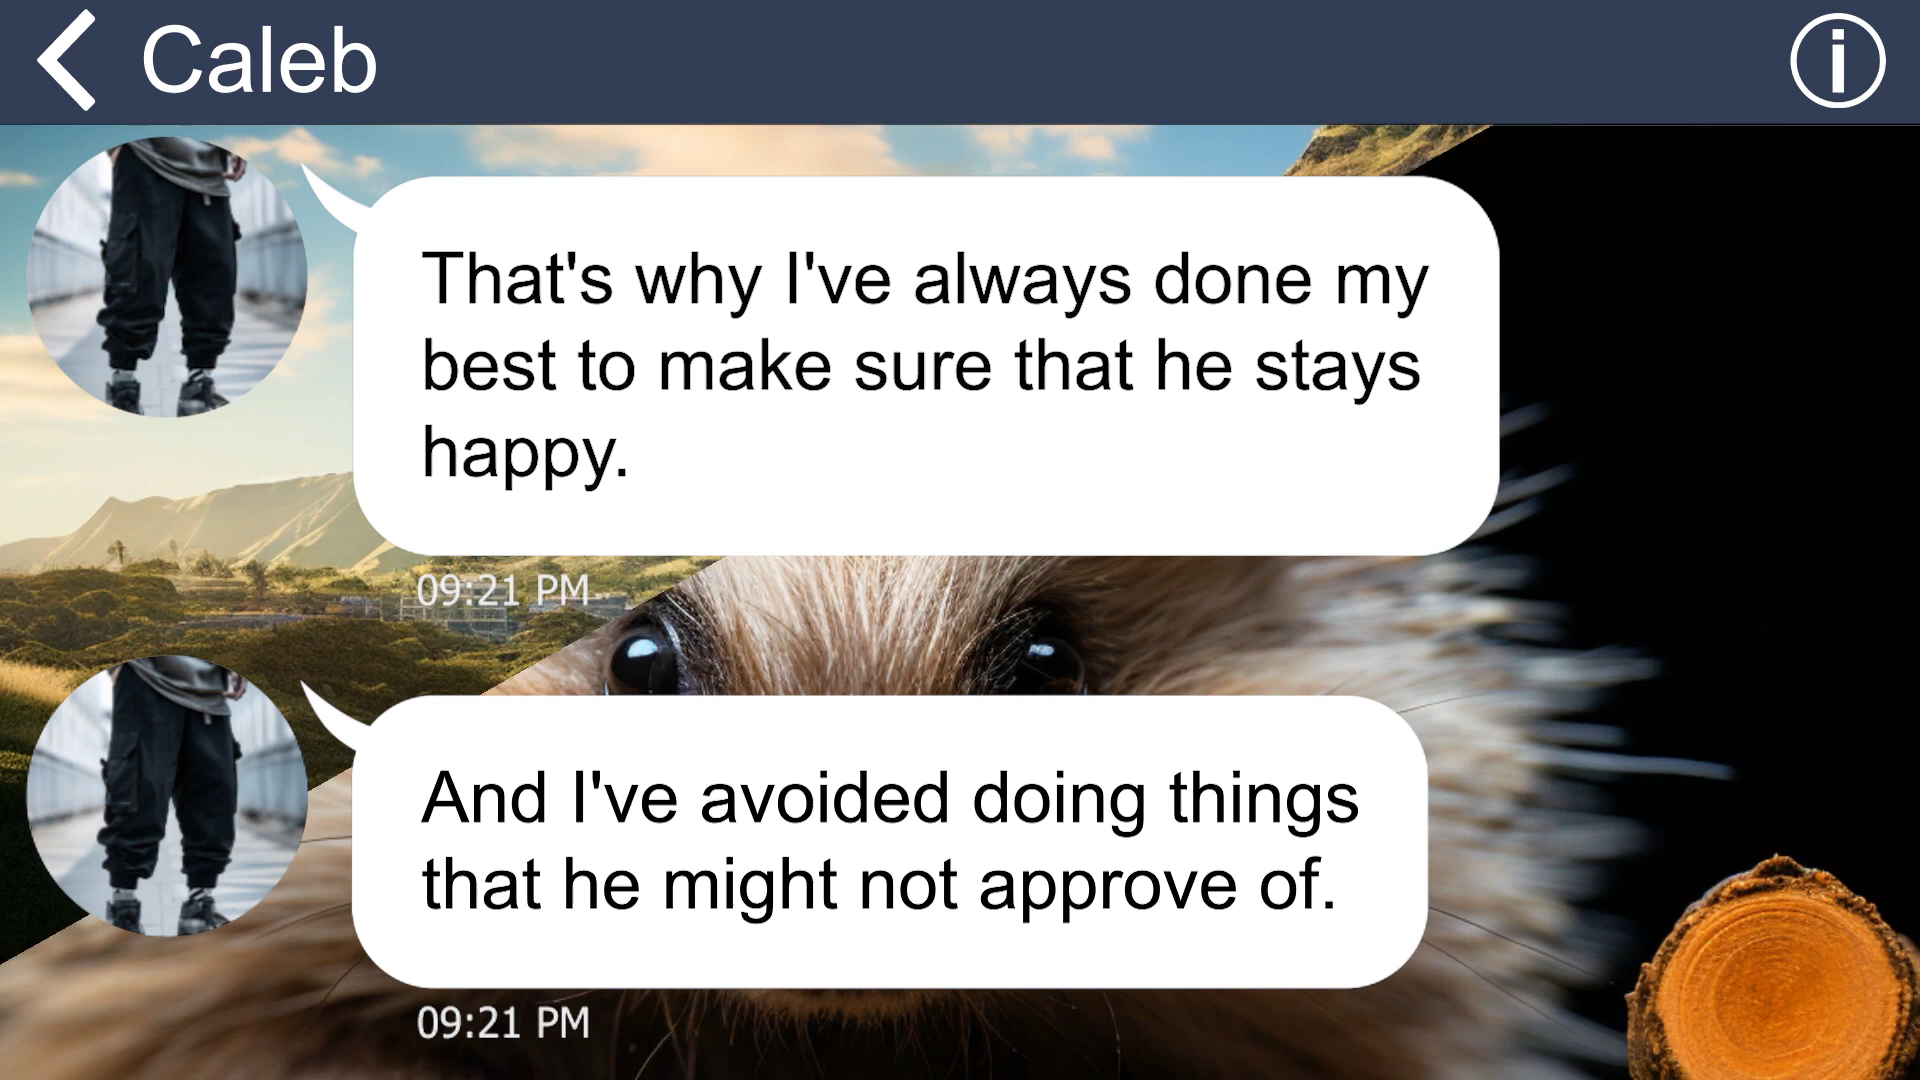 Caleb
That's why I've always done my
best to make sure that he stays
happy.
09:21 PM
And I've avoided doing things
that he might not approve of.
09:21 PM